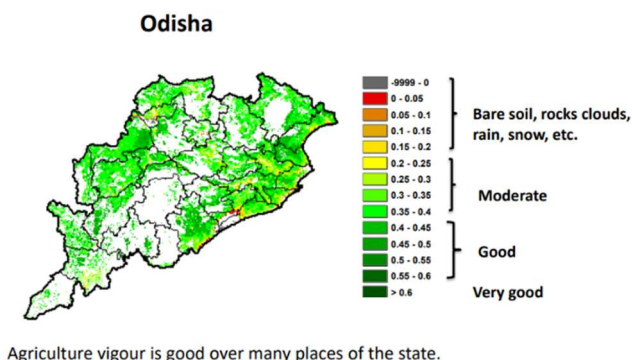 Odisha
-9999 - 0
0 - 0.05
0.05 - 0.1
0.1 - 0.15
0.15 - 0.2
0.2 - 0.25
0.25 - 0.3
0.3 - 0.35
0.35 - 0.4
0.4 - 0.45
0.45 - 0.5
0.5 - 0.55
0.55 - 0.6
> 0.6
Bare soil, rocks clouds,
rain, snow, etc.
Moderate
Good
Very good
Agriculture vigour is good over many places of the state.